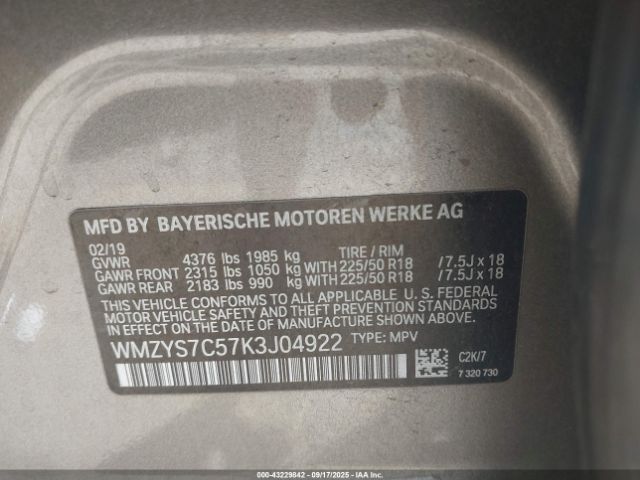 MFD BY BAYERISCHE MOTOREN WERKE AG
02/19
GVWR 4376 lbs 1985 kg TIRE / RIM
GAWR FRONT 2315 lbs 1050 kg WITH 225/50 R18 / 7.5J x 18
GAWR REAR 2183 lbs 990 kg WITH 225/50 R18 / 7.5J x 18
THIS VEHICLE CONFORMS TO ALL APPLICABLE U. S. FEDERAL
MOTOR VEHICLE SAFETY AND THEFT PREVENTION STANDARDS
IN EFFECT ON THE DATE OF MANUFACTURE SHOWN ABOVE.
WMZYS7C57K3J04922 TYPE: MPV
C2K/7
7 320 730
000-43229842 - 09/17/2025 - IAAI.COM